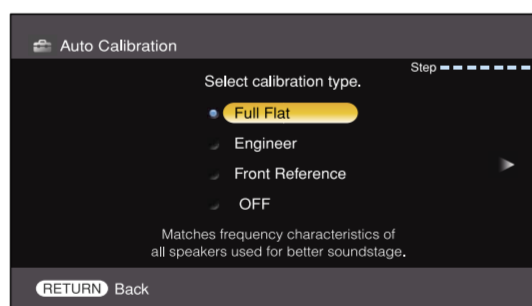 Auto Calibration
Step
Select calibration type.
Full Flat
Engineer
Front Reference
OFF
Matches frequency characteristics of
all speakers used for better soundstage.
RETURN Back